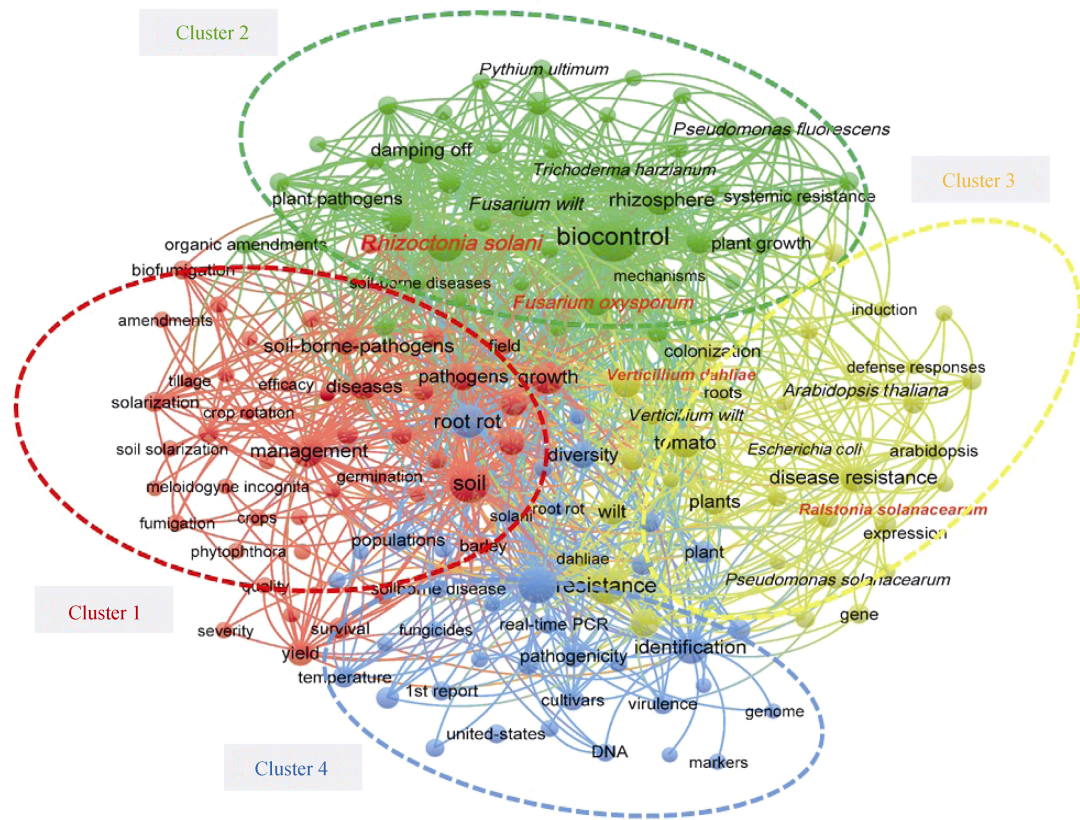 Cluster 2
Pythium ultimum
Pseudomonas fluorescens
damping off
Trichoderma harzianum
Cluster 3
plant pathogens
Fusarium wilt
rhizosphere
systemic resistance
organic amendments
Rhizoctonia solani
biocontrol
plant growth
biofumigation
soil-borne diseases
mechanisms
Fusarium oxysporum
induction
amendments
soil-borne-pathogens
field
colonization
defense responses
tillage
efficacy
diseases
pathogens
growth
Verticillium dahliae
roots
Arabidopsis thaliana
solarization
crop rotation
root rot
Verticilium wilt
soil solarization
management
diversity
tomato
Escherichia coli
arabidopsis
meloidogyne incognita
germination
soil
disease resistance
fumigation
crops
solani
root rot
wilt
plants
Ralstonia solanacearum
expression
phytophthora
populations
barley
dahliae
plant
quality
soilborne disease
resistance
Pseudomonas solanacearum
Cluster 1
severity
survival
fungicides
real-time PCR
gene
yield
pathogenicity
identification
temperature
1st report
cultivars
virulence
genome
united-states
DNA
markers
Cluster 4